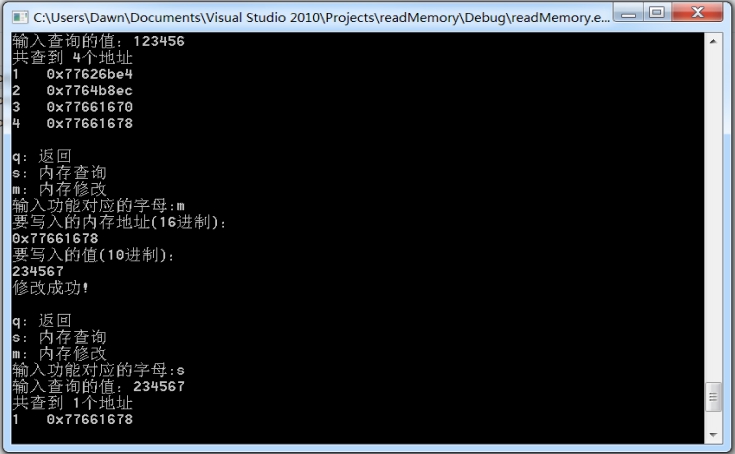 C:\Users\Dawn\Documents\Visual Studio 2010\Projects\readMemory\Debug\readMemory.e...
输入查询的值: 123456
共查到 4个地址
1   0x77626be4
2   0x7764b8ec
3   0x77661670
4   0x77661678
q: 返回
s: 内存查询
m: 内存修改
输入功能对应的字母:m
要写入的内存地址(16进制):
0x77661678
要写入的值(10进制):
234567
修改成功!
q: 返回
s: 内存查询
m: 内存修改
输入功能对应的字母:s
输入查询的值: 234567
共查到 1个地址
1   0x77661678